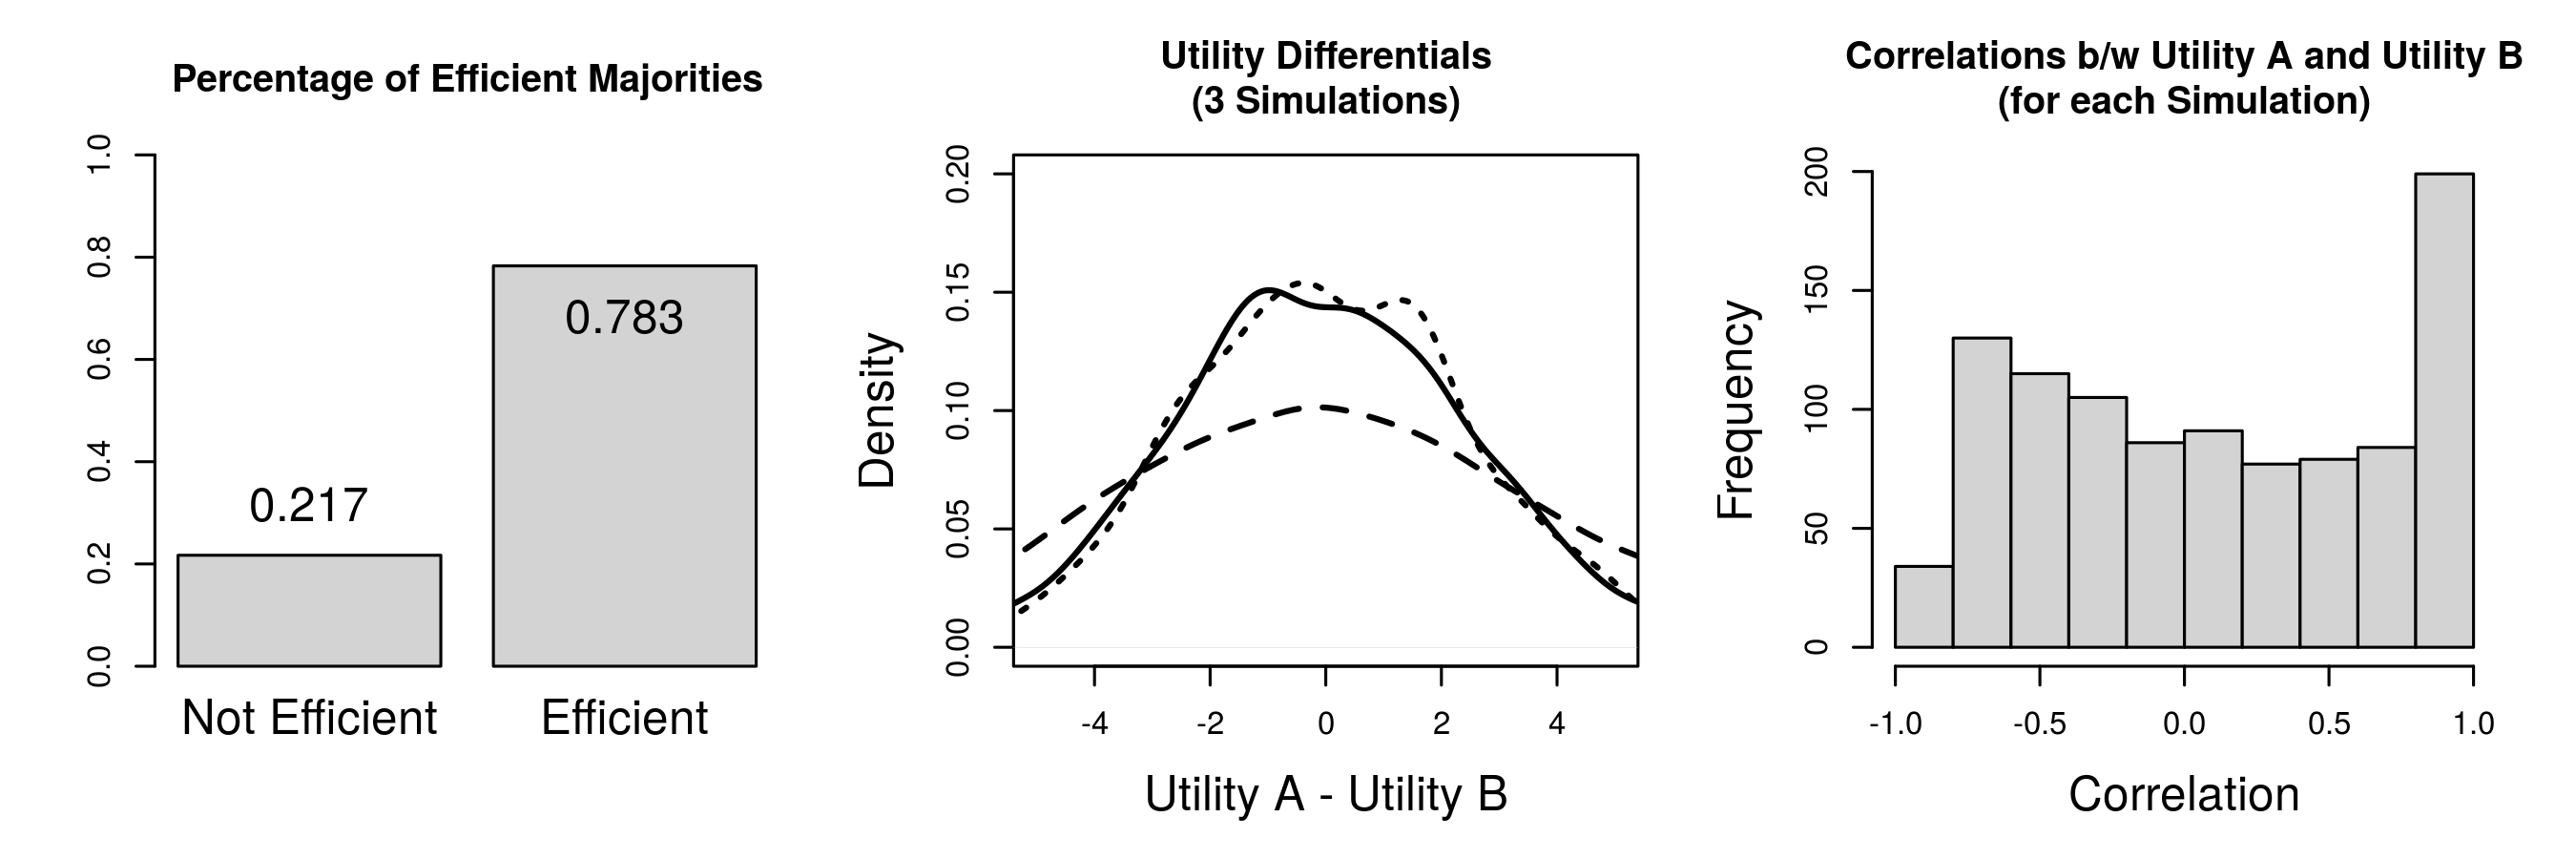 Percentage of Efficient Majorities
1.0
0.8
0.6
0.4
0.2
0.0
0.217
0.783
Not Efficient
Efficient
Utility Differentials
(3 Simulations)
Density
0.20
0.15
0.10
0.05
0.00
-4 -2 0 2 4
Utility A - Utility B
Correlations b/w Utility A and Utility B
(for each Simulation)
Frequency
200
150
100
50
0
-1.0 -0.5 0.0 0.5 1.0
Correlation